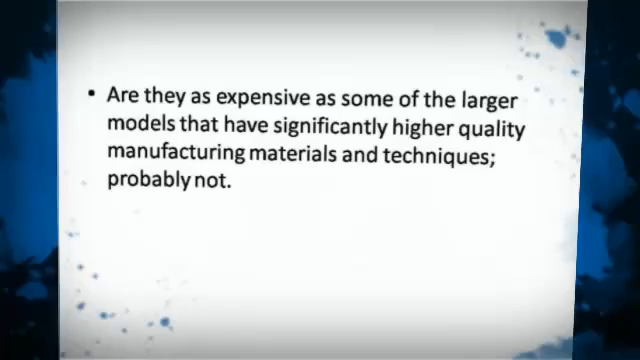 • Are they as expensive as some of the larger
models that have significantly higher quality
manufacturing materials and techniques;
probably not.